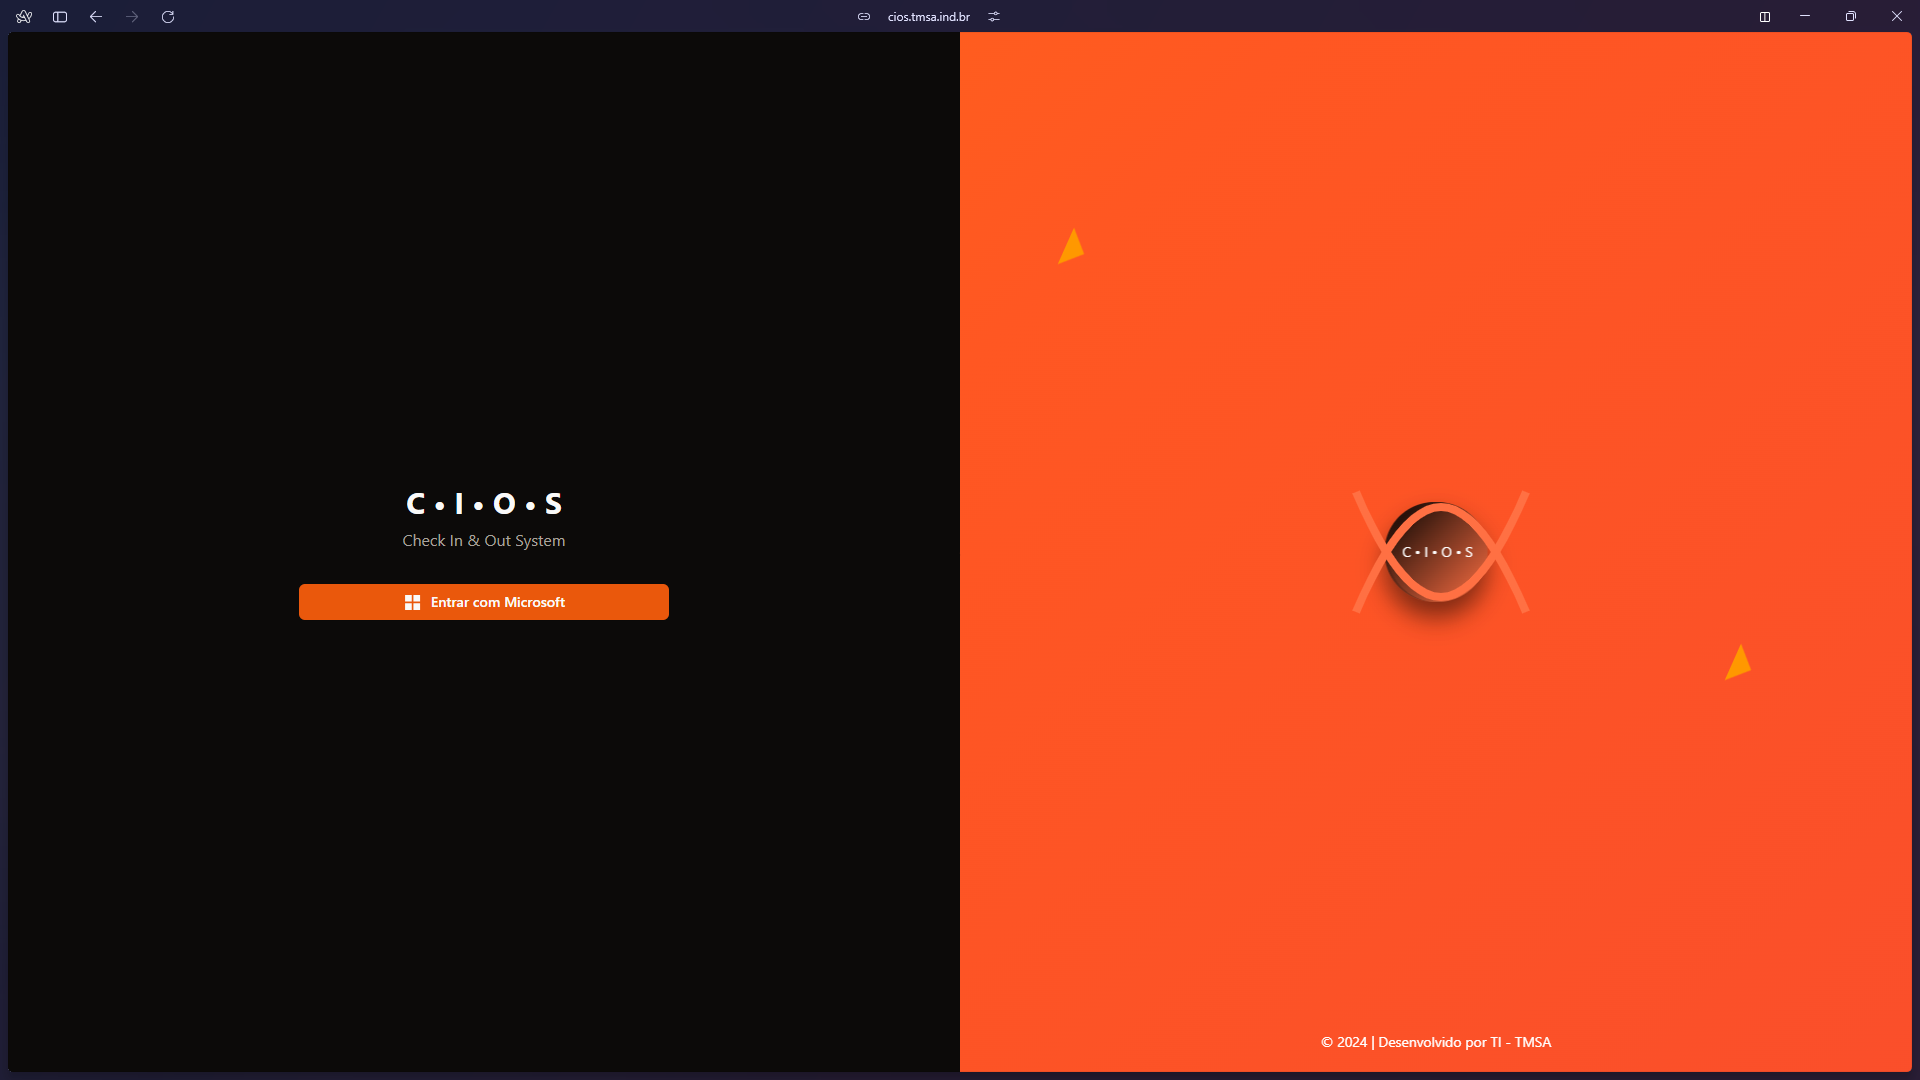 cios.tmsa.ind.br
C • I • O • S
Check In & Out System
Entrar com Microsoft
C•I•O•S
© 2024 | Desenvolvido por TI - TMSA